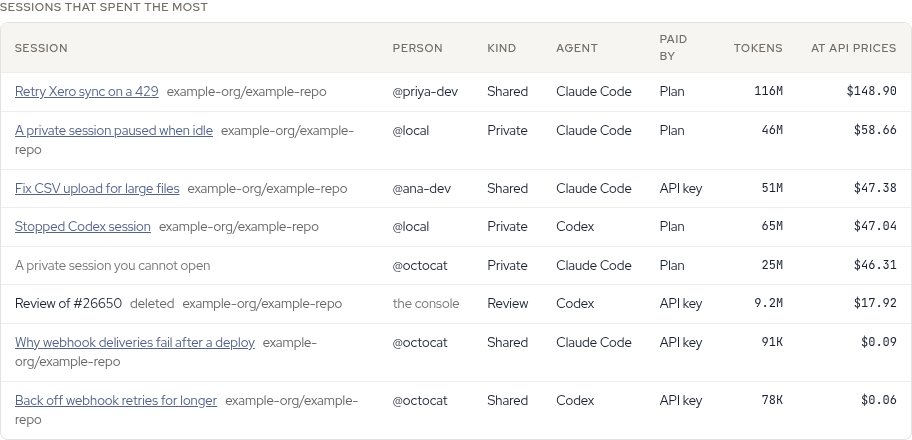 SESSIONS THAT SPENT THE MOST
SESSION PERSON KIND AGENT PAID BY TOKENS AT API PRICES
Retry Xero sync on a 429 example-org/example-repo @priya-dev Shared Claude Code Plan 116M $148.90
A private session paused when idle example-org/example-repo @local Private Claude Code Plan 46M $58.66
Fix CSV upload for large files example-org/example-repo @ana-dev Shared Claude Code API key 51M $47.38
Stopped Codex session example-org/example-repo @local Private Codex Plan 65M $47.04
A private session you cannot open @octocat Private Claude Code Plan 25M $46.31
Review of #26650 deleted example-org/example-repo the console Review Codex API key 9.2M $17.92
Why webhook deliveries fail after a deploy example-org/example-repo @octocat Shared Claude Code API key 91K $0.09
Back off webhook retries for longer example-org/example-repo @octocat Shared Codex API key 78K $0.06